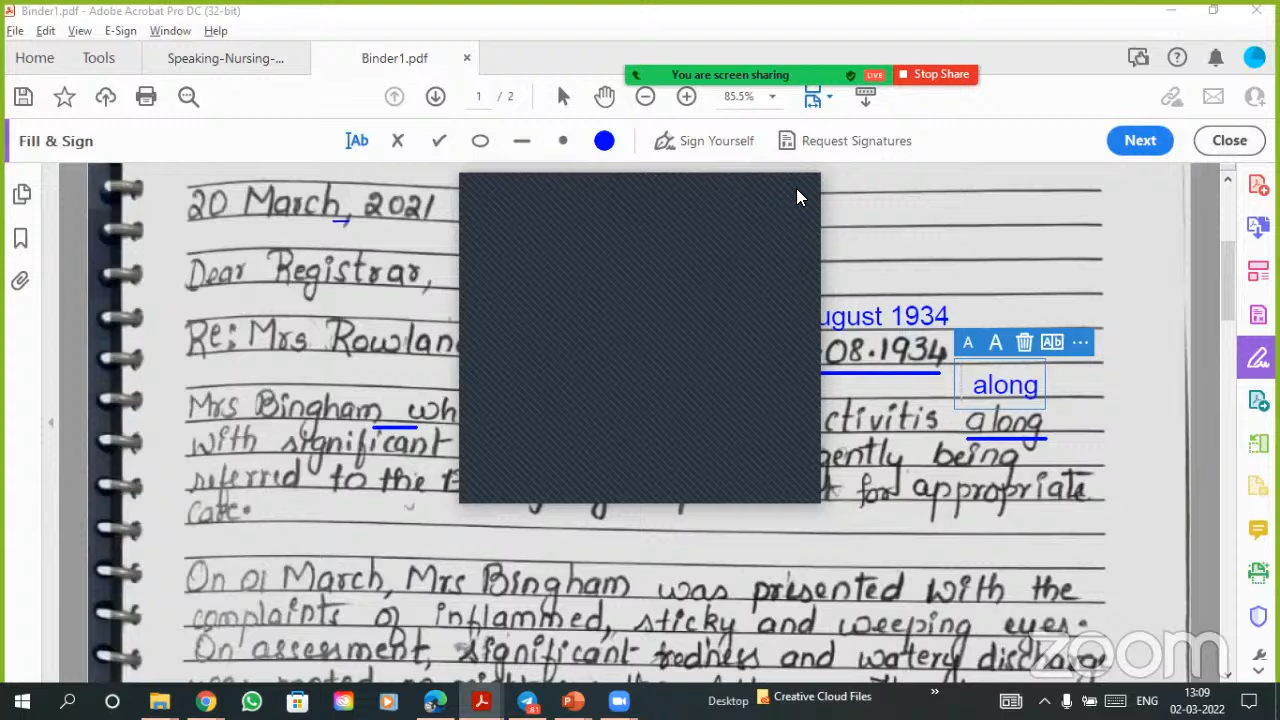 Binder1.pdf - Adobe Acrobat Pro DC (32-bit)
File Edit View E-Sign Window Help
Home Tools Speaking-Nursing-... Binder1.pdf ×
You are screen sharing LIVE Stop Share
1 / 2 85.5%
Fill & Sign Ab Sign Yourself Request Signatures Next Close
20 March, 2021
Dear Registrar,
ugust 1934
Re: Mrs Rowlan 08.1934
A A Ab ...
along
Mrs Bingham wh ctivitis along
with significant gently being
referred to the for appropriate
care.
On 01 March, Mrs Bingham was presented with the
complaints of inflammed, sticky and weeping eyes.
On assessment, significant redness and watery discharge
zoom
81 Desktop Creative Cloud Files » ENG 13:09
02-03-2022